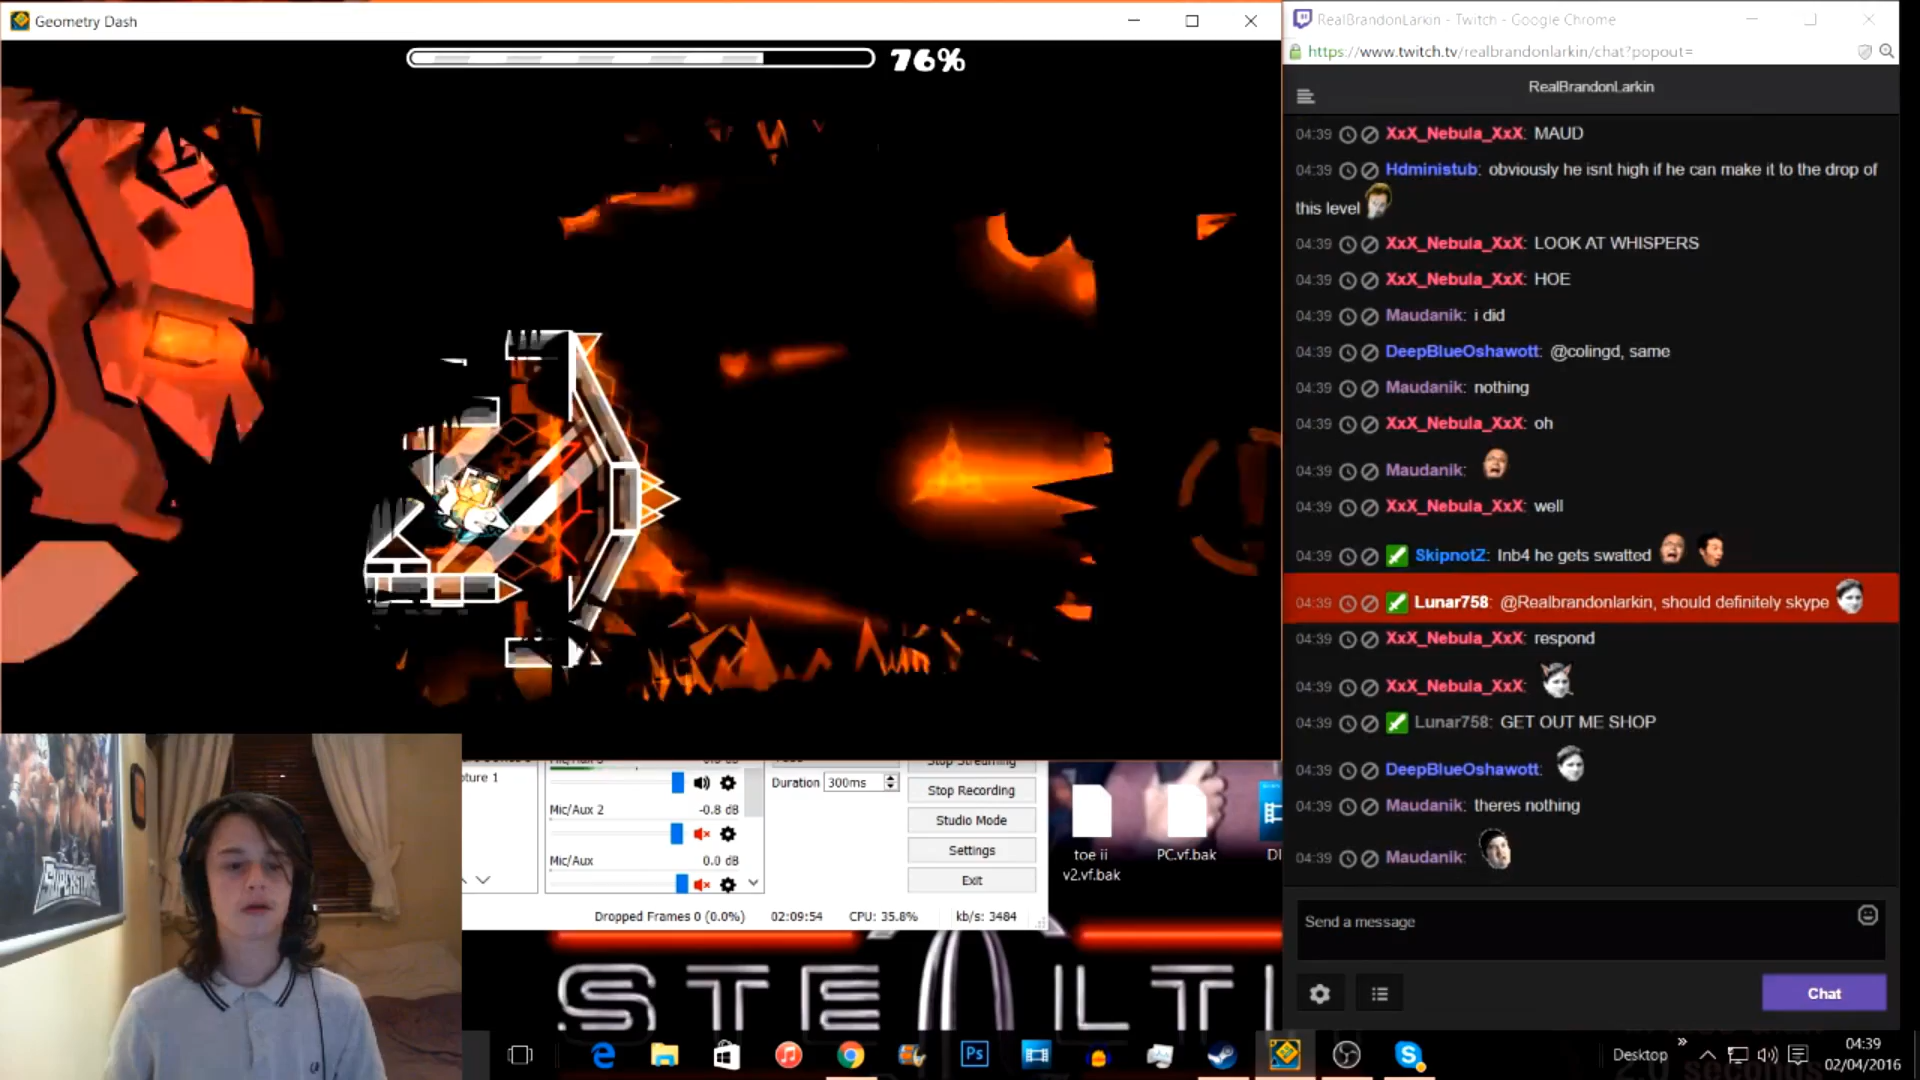 Geometry Dash
76%
RealBrandonLarkin - Twitch - Google Chrome
https://www.twitch.tv/realbrandonlarkin/chat?popout=
RealBrandonLarkin
04:39 XxX_Nebula_XxX: MAUD
04:39 Hdministub: obviously he isnt high if he can make it to the drop of
this level
04:39 XxX_Nebula_XxX: LOOK AT WHISPERS
04:39 XxX_Nebula_XxX: HOE
04:39 Maudanik: i did
04:39 DeepBlueOshawott: @colingd, same
04:39 Maudanik: nothing
04:39 XxX_Nebula_XxX: oh
04:39 Maudanik:
04:39 XxX_Nebula_XxX: well
04:39 SkipnotZ: Inb4 he gets swatted
04:39 Lunar758: @Realbrandonlarkin, should definitely skype
04:39 XxX_Nebula_XxX: respond
04:39 XxX_Nebula_XxX:
04:39 Lunar758: GET OUT ME SHOP
04:39 DeepBlueOshawott:
04:39 Maudanik: theres nothing
04:39 Maudanik:
Send a message
Chat
pture 1
Mic/Aux 2 -0.8 dB
Mic/Aux 0.0 dB
Duration 300ms
Stop Streaming
Stop Recording
Studio Mode
Settings
Exit
Dropped Frames 0 (0.0%) 02:09:54 CPU: 35.8% kb/s: 3484
toe ii
v2.vf.bak
PC.vf.bak
STEALT
Ps
Desktop
04:39
02/04/2016